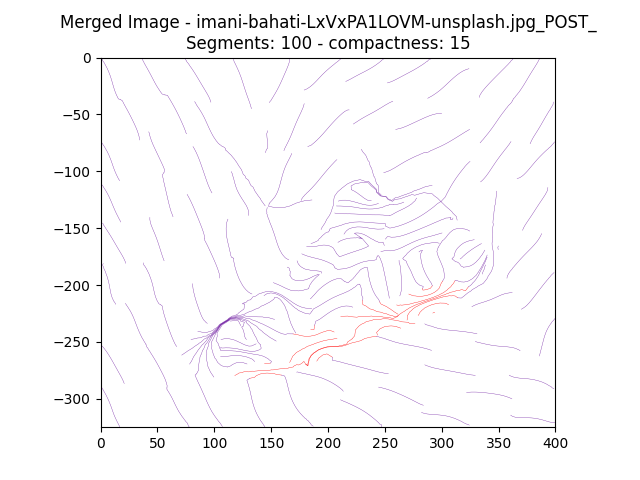 Merged Image - imani-bahati-LxVxPA1LOVM-unsplash.jpg_POST_
Segments: 100 - compactness: 15
0
−50
−100
−150
−200
−250
−300
0 50 100 150 200 250 300 350 400